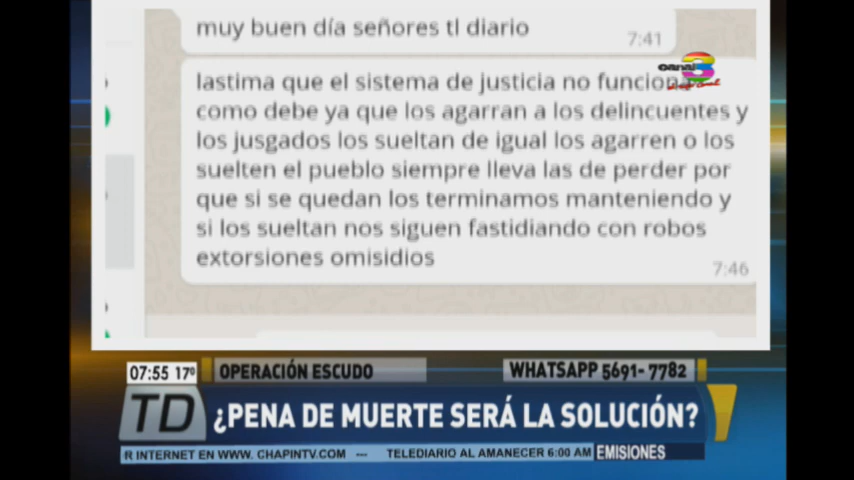 muy buen día señores tl diario
7:41
canal 3
lastima que el sistema de justicia no funcion
como debe ya que los agarran a los delincuentes y
los jusgados los sueltan de igual los agarren o los
suelten el pueblo siempre lleva las de perder por
que si se quedan los terminamos manteniendo y
si los sueltan nos siguen fastidiando con robos
extorsiones omisidios
7:46
07:55 17º
OPERACIÓN ESCUDO
WHATSAPP 5691- 7782
TD
¿PENA DE MUERTE SERÁ LA SOLUCIÓN?
R INTERNET EN WWW. CHAPINTV.COM --- TELEDIARIO AL AMANECER 6:00 AM
EMISIONES